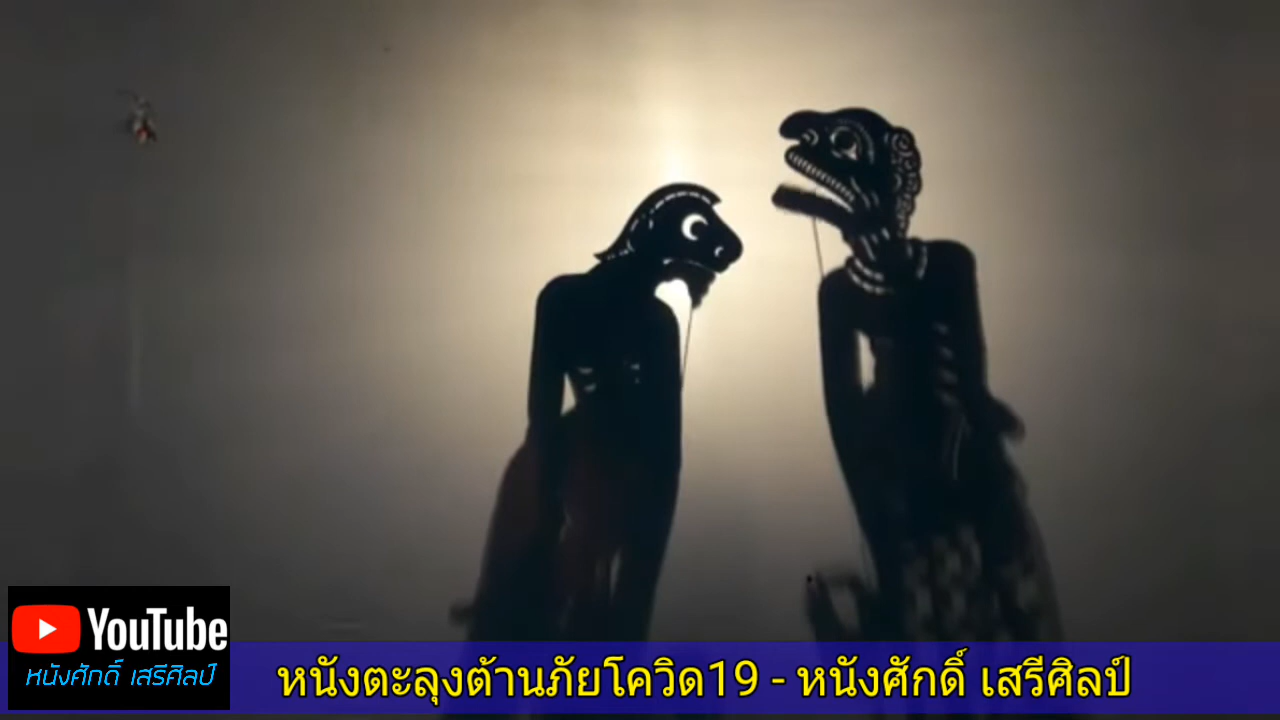 YouTube
หนังศักดิ์ เสรีศิลป์
หนังตะลุงต้านภัยโควิด19 - หนังศักดิ์ เสรีศิลป์